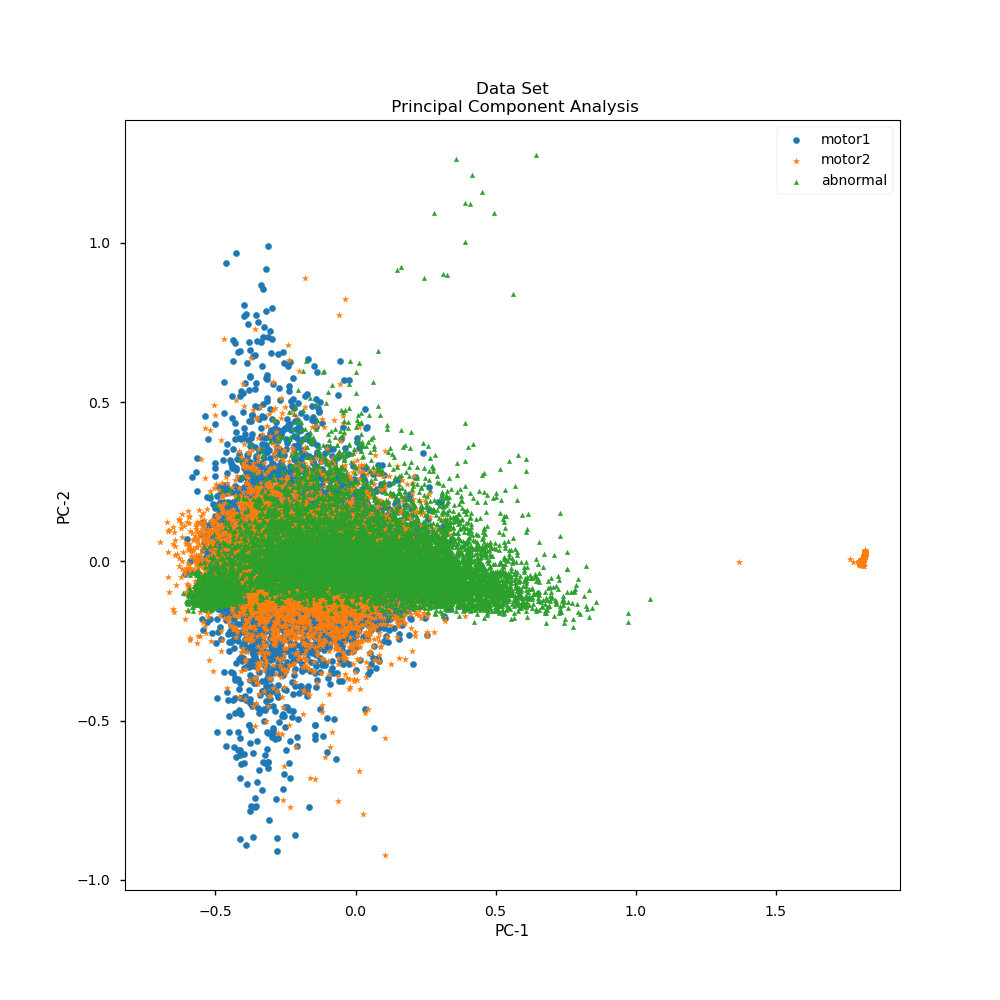 Data Set
Principal Component Analysis
motor1
motor2
abnormal
1.0
0.5
0.0
−0.5
−1.0
PC-2
−0.5
0.0
0.5
1.0
1.5
PC-1